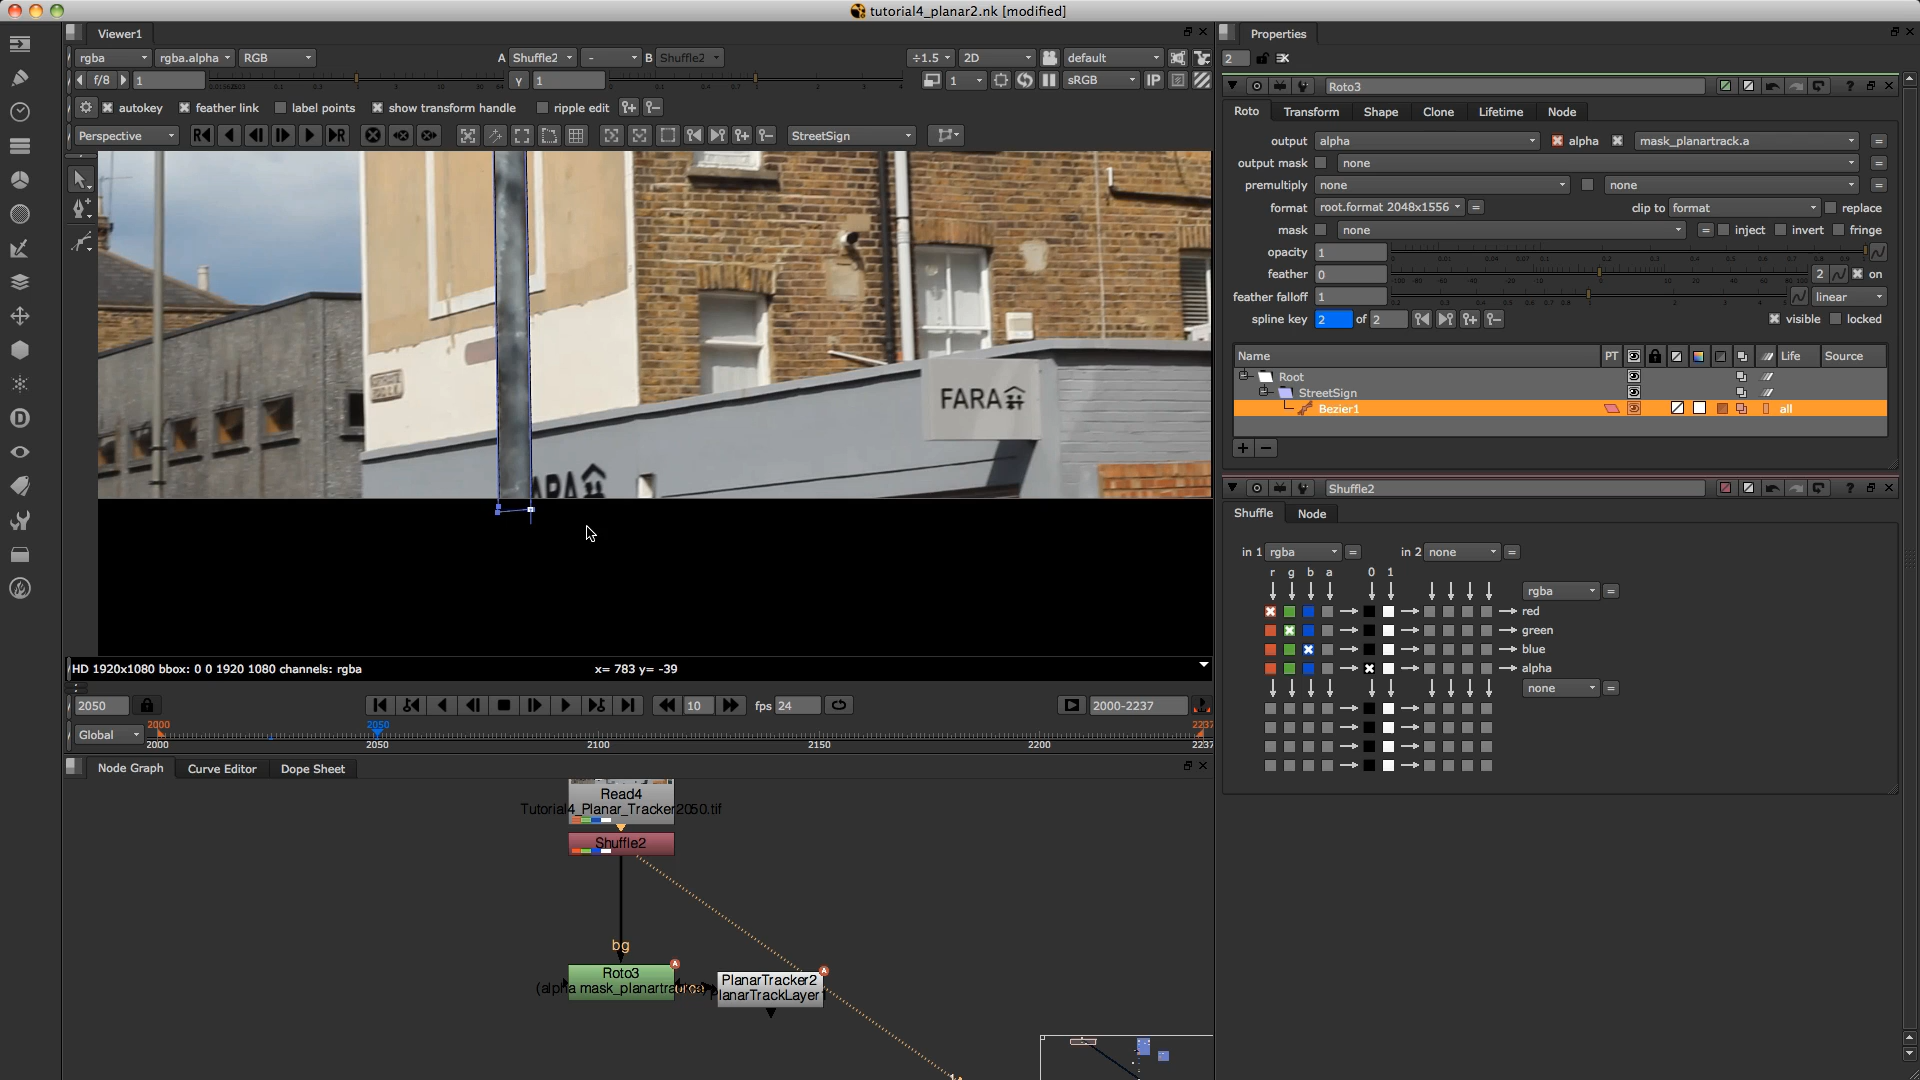 tutorial4_planar2.nk [modified]
Viewer1
rgba
rgba.alpha
RGB
A
Shuffle2
-
B
Shuffle2
÷1.5
2D
default
f/8
1
γ
1
1
sRGB
IP
autokey
feather link
label points
show transform handle
ripple edit
Perspective
StreetSign
FARA
HD 1920x1080 bbox: 0 0 1920 1080 channels: rgba
x= 783 y= -39
2050
10
fps 24
2000-2237
Global
2000
2050
2237
2000
2050
2100
2150
2200
2237
Node Graph
Curve Editor
Dope Sheet
Read4
Tutorial4_Planar_Tracker2050.tif
Shuffle2
bg
Roto3
PlanarTracker2
PlanarTrackLayer1
Properties
2
Roto3
Roto
Transform
Shape
Clone
Lifetime
Node
output
alpha
alpha
mask_planartrack.a
=
output mask
none
=
premultiply
none
none
=
format
root.format 2048x1556
=
clip to
format
replace
mask
none
=
inject
invert
fringe
opacity
1
feather
0
2
on
feather falloff
1
linear
spline key
2
of
2
visible
locked
Name
PT
Life
Source
Root
StreetSign
Bezier1
all
Shuffle2
Shuffle
Node
in 1
rgba
=
in 2
none
=
r g b a 0 1
rgba
=
red
green
blue
alpha
none
=